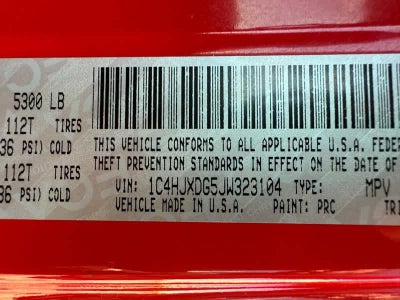 5300 LB
112T TIRES
36 PSI) COLD
112T TIRES
36 PSI) COLD
THIS VEHICLE CONFORMS TO ALL APPLICABLE U.S.A. FEDER
THEFT PREVENTION STANDARDS IN EFFECT ON THE DATE O
VIN: 1C4HJXDG5JW323104 TYPE: MPV
VEHICLE MADE IN U.S.A. PAINT: PRC TRI